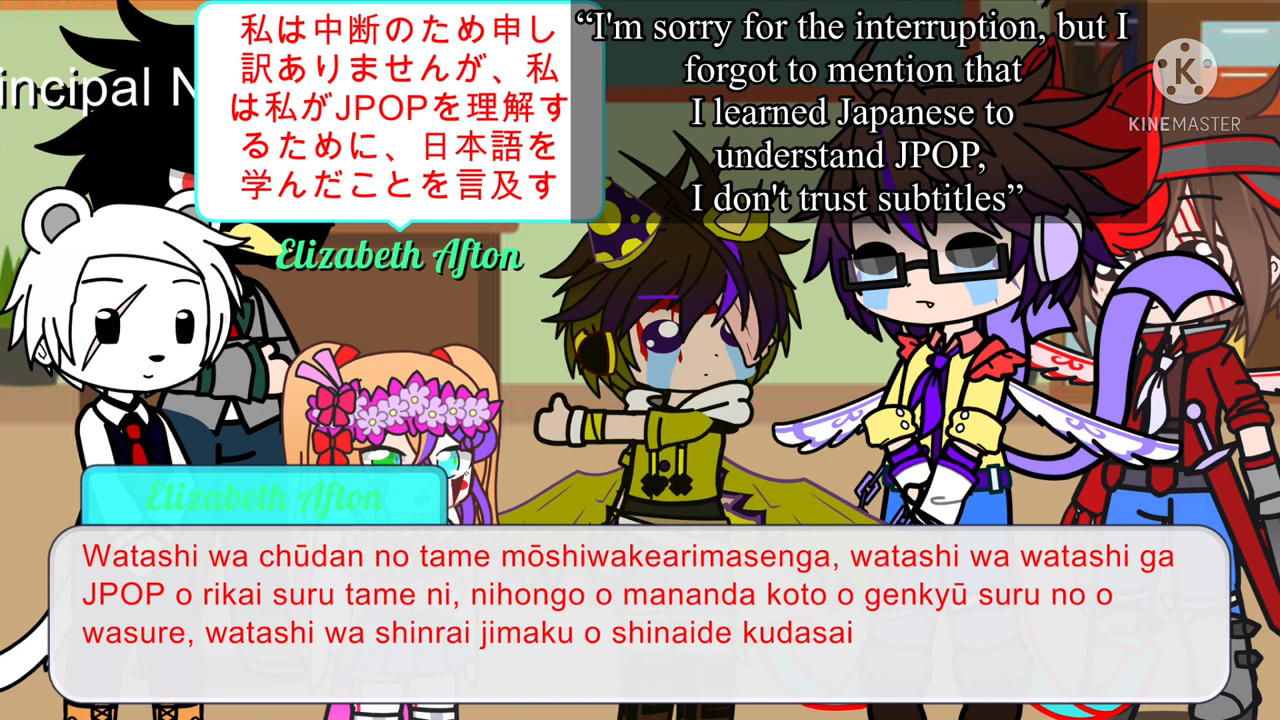 incipal N
私は中断のため申し
訳ありませんが、私
は私がJPOPを理解す
るために、日本語を
学んだことを言及す
“I'm sorry for the interruption, but I
forgot to mention that
I learned Japanese to
understand JPOP,
I don't trust subtitles”
K
KINEMASTER
Elizabeth Afton
Elizabeth Afton
Watashi wa chūdan no tame mōshiwakearimasenga, watashi wa watashi ga
JPOP o rikai suru tame ni, nihongo o mananda koto o genkyū suru no o
wasure, watashi wa shinrai jimaku o shinaide kudasai